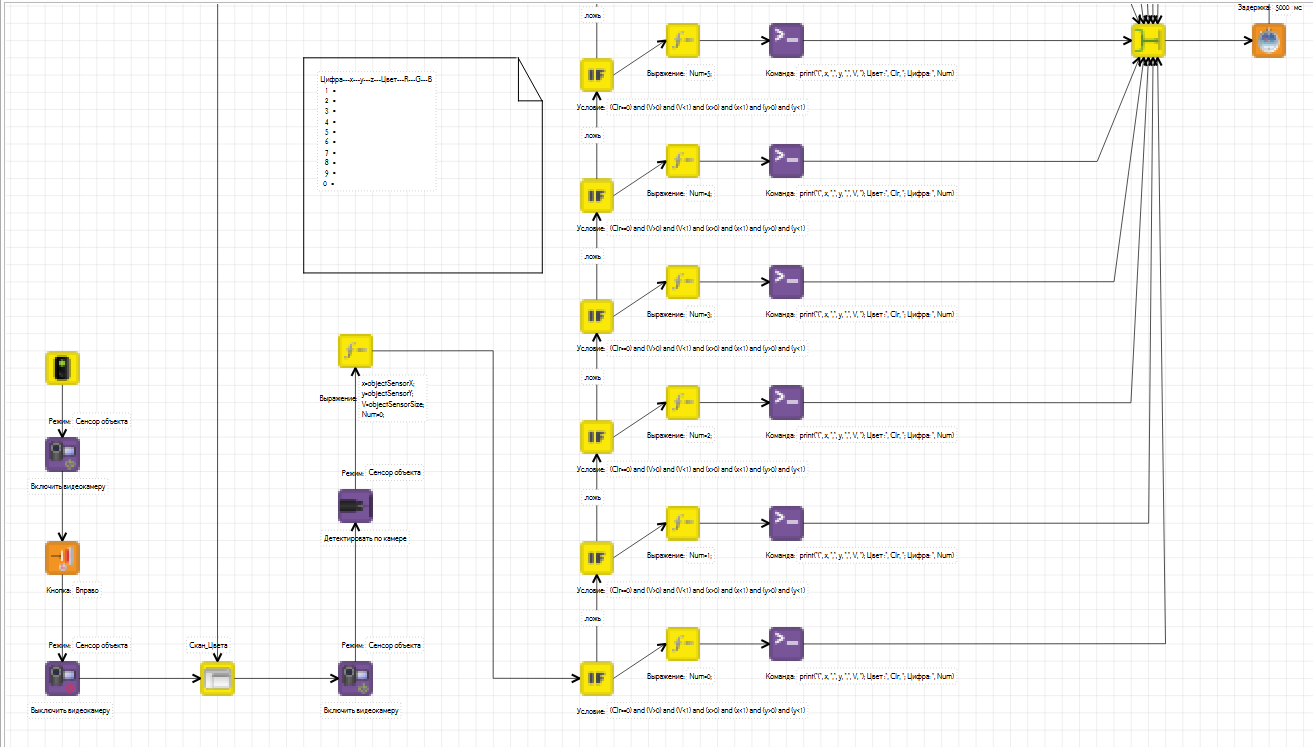 Задержка: 5000 мс
ложь
Выражение: Num=5;
Команда: print("(", x, ",", y, ",", V, "); Цвет:", Clr, "; Цифра: ", Num)
Условие: (Clr==0) and (V>0) and (V<1) and (x>0) and (x<1) and (y>0) and (y<1)
Цифра---x---y---z---Цвет---R---G---B
1 •
2 •
3 •
4 •
5 •
6 •
7 •
8 •
9 •
0 •
ложь
Выражение: Num=4;
Команда: print("(", x, ",", y, ",", V, "); Цвет:", Clr, "; Цифра: ", Num)
Условие: (Clr==0) and (V>0) and (V<1) and (x>0) and (x<1) and (y>0) and (y<1)
ложь
Выражение: Num=3;
Команда: print("(", x, ",", y, ",", V, "); Цвет:", Clr, "; Цифра: ", Num)
Условие: (Clr==0) and (V>0) and (V<1) and (x>0) and (x<1) and (y>0) and (y<1)
ложь
Выражение:
x=objectSensorX;
y=objectSensorY;
V=objectSensorSize;
Num=0;
Режим: Сенсор объекта
Включить видеокамеру
Выражение: Num=2;
Команда: print("(", x, ",", y, ",", V, "); Цвет:", Clr, "; Цифра: ", Num)
Условие: (Clr==0) and (V>0) and (V<1) and (x>0) and (x<1) and (y>0) and (y<1)
Режим: Сенсор объекта
Детектировать по камере
ложь
Выражение: Num=1;
Команда: print("(", x, ",", y, ",", V, "); Цвет:", Clr, "; Цифра: ", Num)
Условие: (Clr==0) and (V>0) and (V<1) and (x>0) and (x<1) and (y>0) and (y<1)
Кнопка: Вправо
ложь
Режим: Сенсор объекта
Скан_Цвета
Режим: Сенсор объекта
Выражение: Num=0;
Команда: print("(", x, ",", y, ",", V, "); Цвет:", Clr, "; Цифра: ", Num)
Выключить видеокамеру
Включить видеокамеру
Условие: (Clr==0) and (V>0) and (V<1) and (x>0) and (x<1) and (y>0) and (y<1)
IF
IF
IF
IF
IF
IF